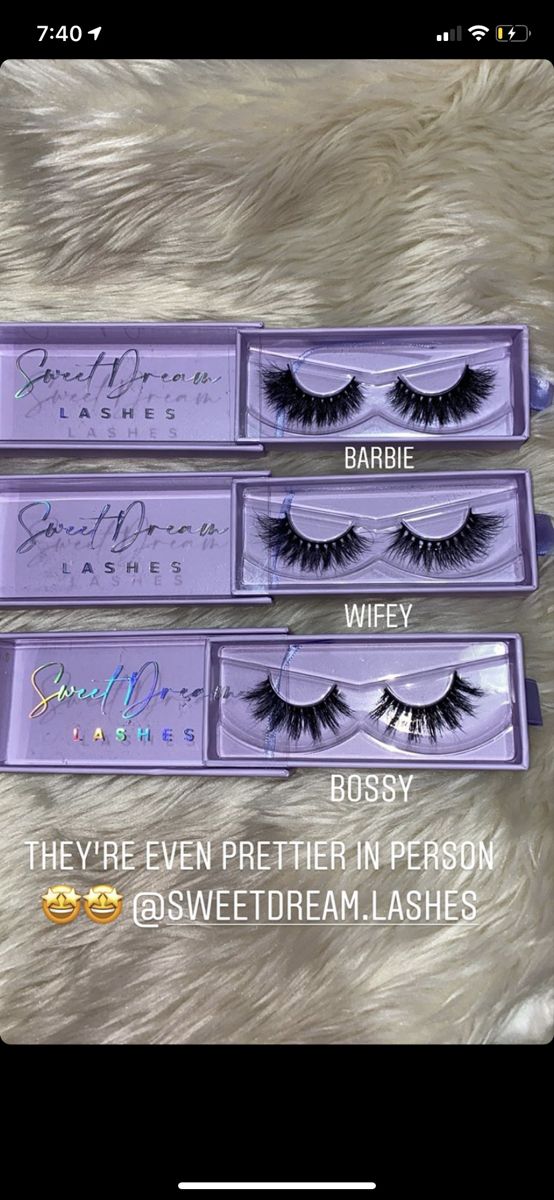 7:40
Sweet Dream
LASHES
BARBIE
Sweet Dream
LASHES
WIFEY
Sweet Dream
LASHES
BOSSY
THEY'RE EVEN PRETTIER IN PERSON
🤩🤩 @SWEETDREAM.LASHES